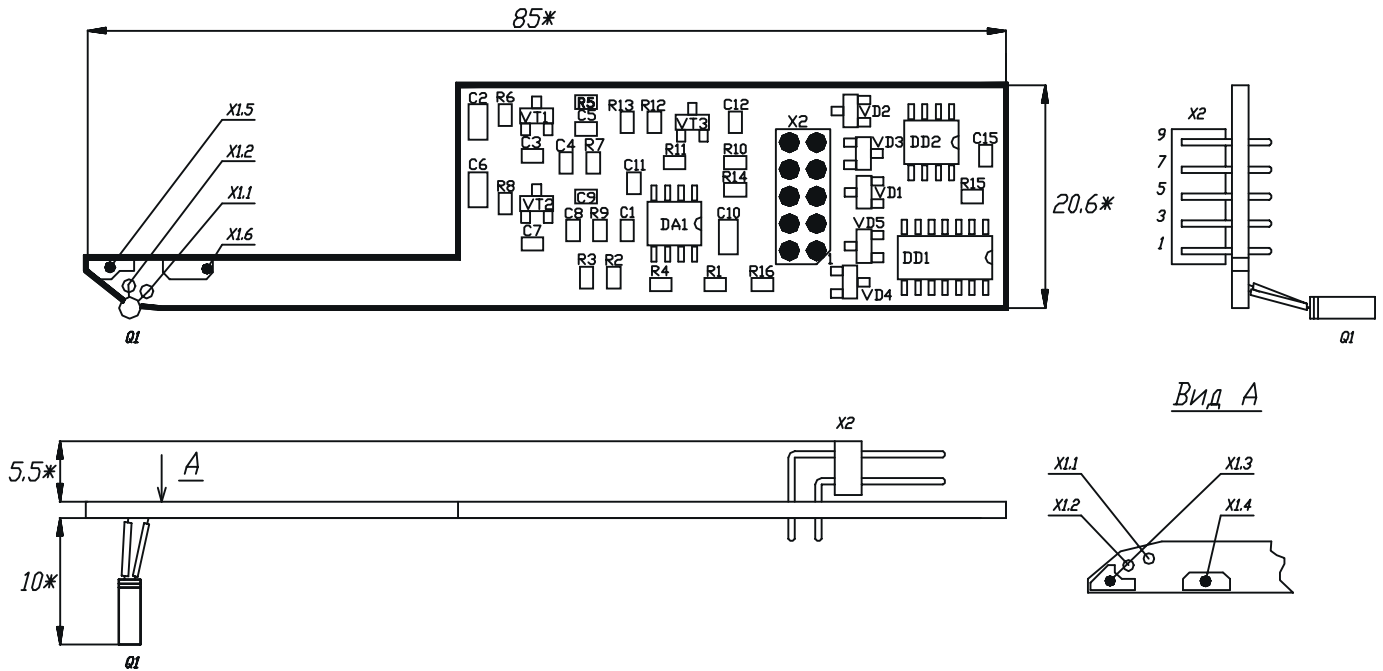 85*
X1.5
X1.2
X1.1
X1.6
Q1
C2
R6
VT1
R5
C5
R13
R12
VT3
C12
X2
VD2
DD2
C15
C3
C4
R7
R11
R10
VD3
C6
R8
VT2
C9
C11
R14
VD1
R15
C7
C8
R9
C1
DA1
C10
VD5
DD1
R3
R2
R4
R1
R16
1
VD4
20,6*
X2
9
7
5
3
1
Q1
5,5*
А
X2
10*
Q1
Вид А
X1.1
X1.3
X1.2
X1.4